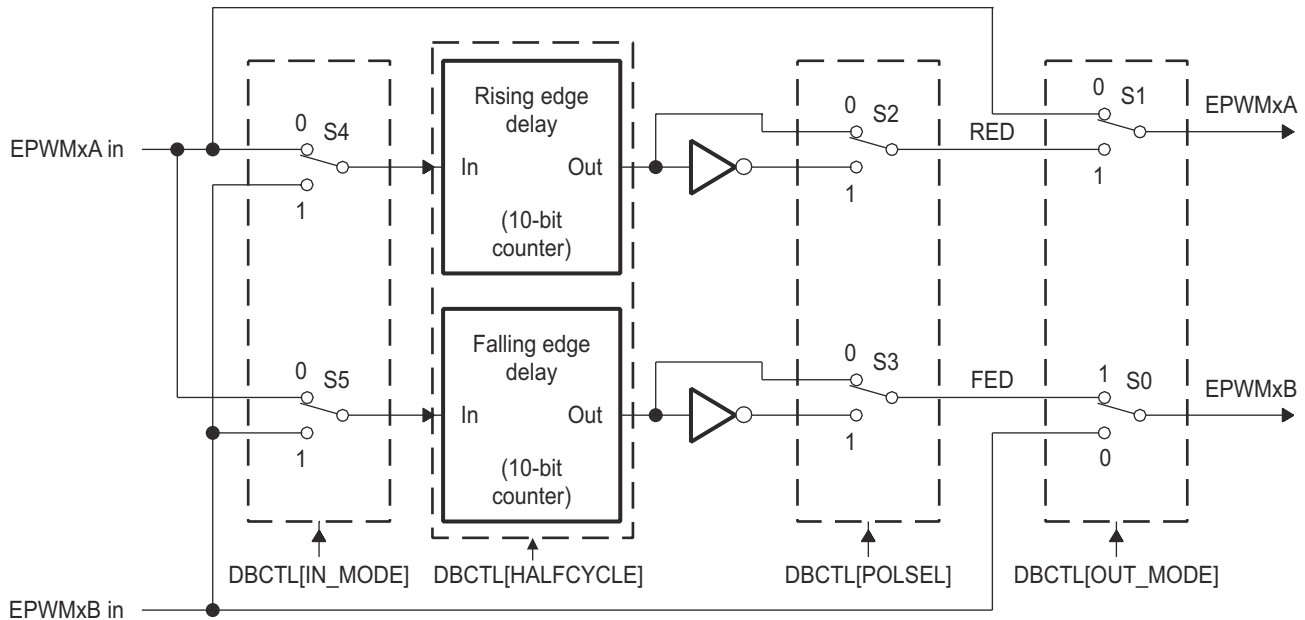 0
S1
EPWMxA
0
S2
RED
1
1
EPWMxA in
0
S4
1
Rising edge
delay
In
Out
(10-bit
counter)
0
S5
1
Falling edge
delay
In
Out
(10-bit
counter)
0
S3
1
FED
1
S0
EPWMxB
0
DBCTL[IN_MODE]
DBCTL[HALFCYCLE]
DBCTL[POLSEL]
DBCTL[OUT_MODE]
EPWMxB in